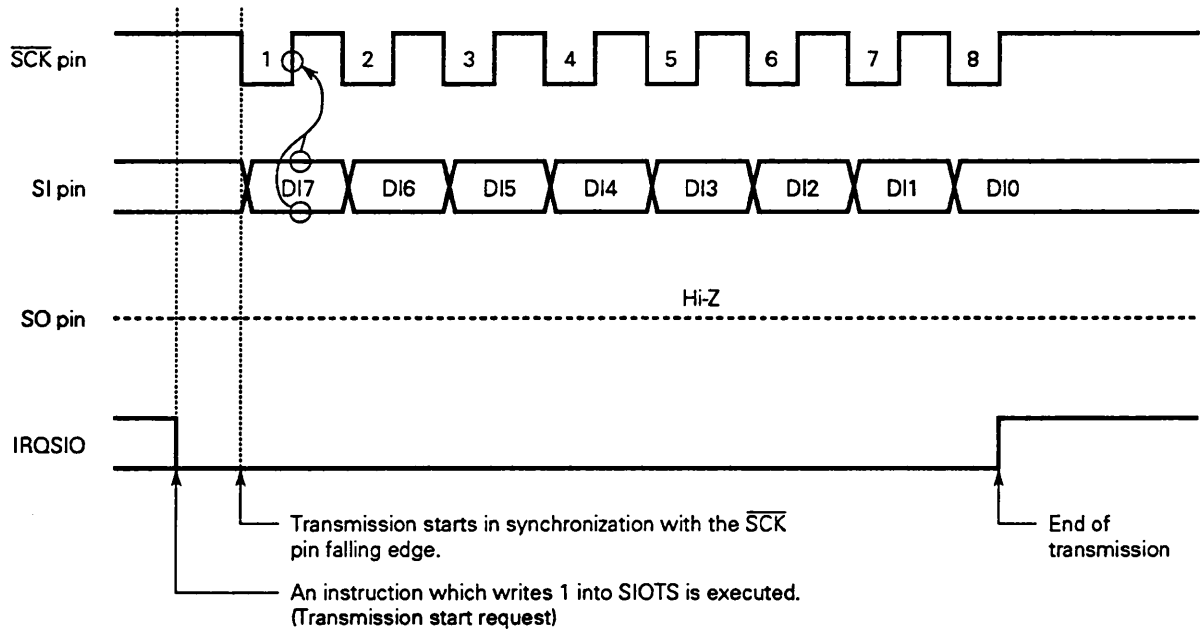 SCK pin
1 2 3 4 5 6 7 8
SI pin
DI7 DI6 DI5 DI4 DI3 DI2 DI1 DI0
Hi-Z
SO pin
IRQSIO
Transmission starts in synchronization with the SCK
pin falling edge.
End of
transmission
An instruction which writes 1 into SIOTS is executed.
(Transmission start request)